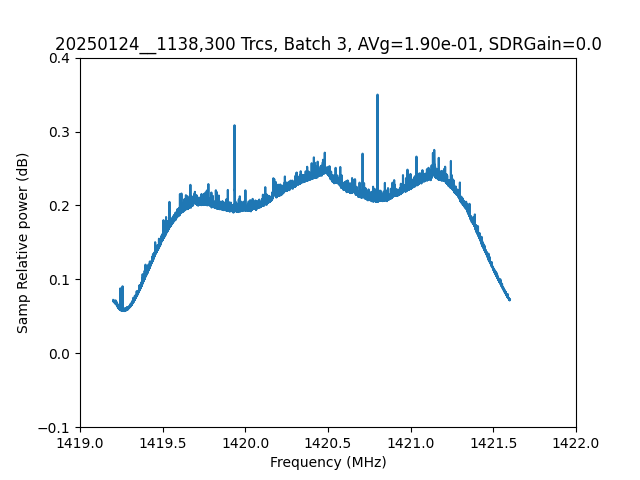 20250124__1138,300 Trcs, Batch 3, AVg=1.90e-01, SDRGain=0.0
0.4
0.3
0.2
0.1
0.0
−0.1
Samp Relative power (dB)
1419.0 1419.5 1420.0 1420.5 1421.0 1421.5 1422.0
Frequency (MHz)